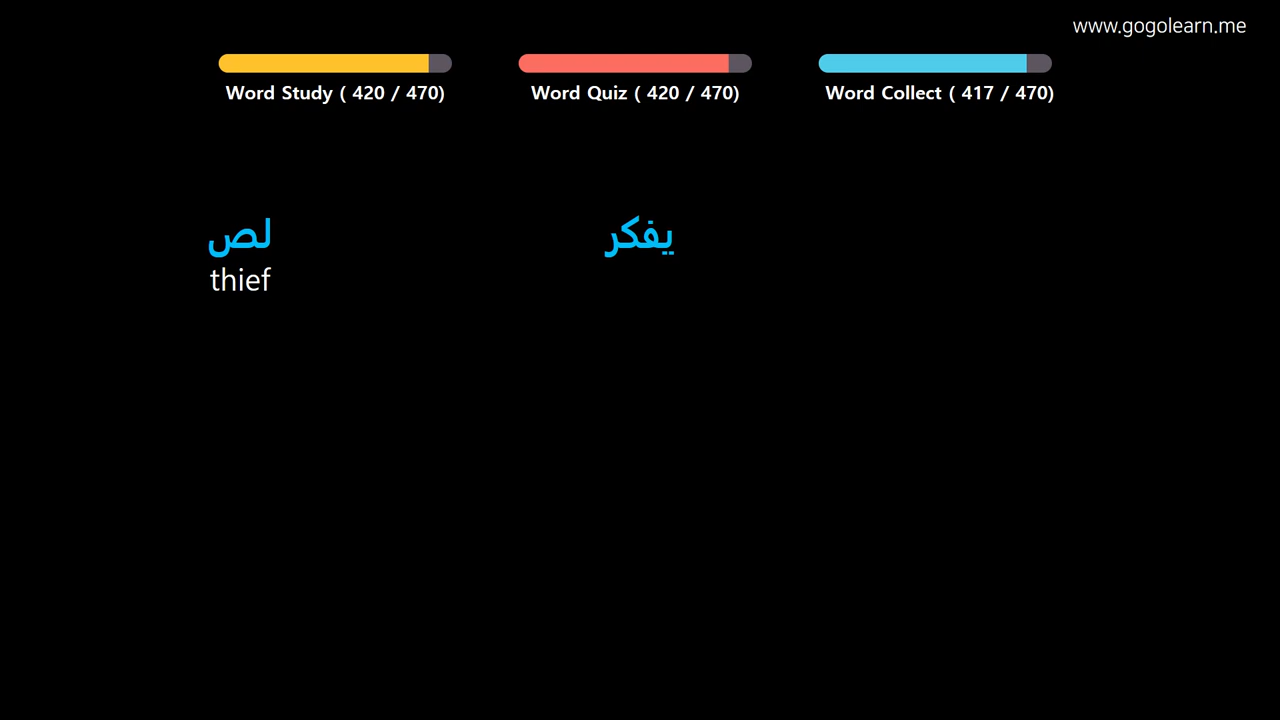 www.gogolearn.me
Word Study ( 420 / 470)
Word Quiz ( 420 / 470)
Word Collect ( 417 / 470)
لص
thief
يفكر